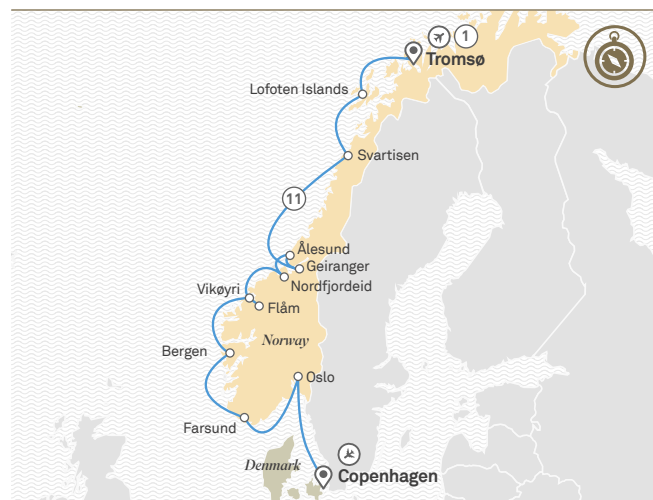 1
Tromsø
Lofoten Islands
Svartisen
11
Ålesund
Geiranger
Nordfjordeid
Vikøyri
Flåm
Norway
Bergen
Oslo
Farsund
Denmark
Copenhagen